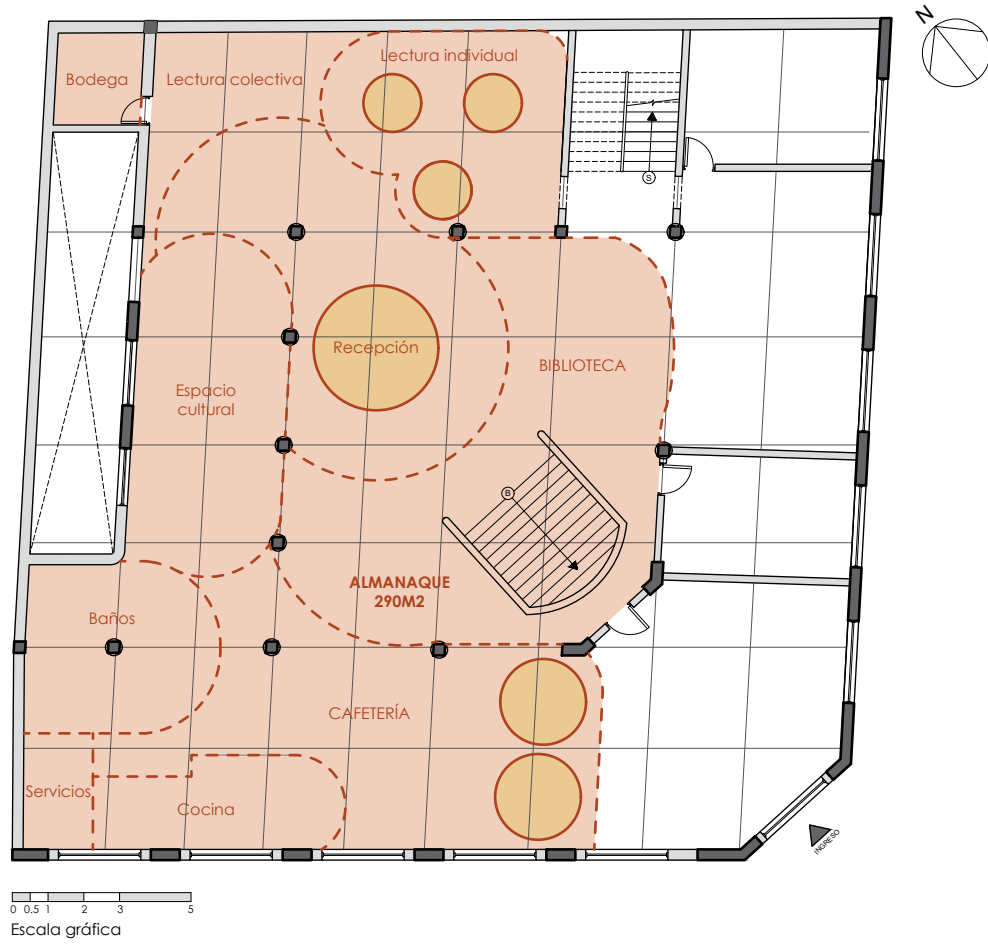 N
Bodega
Lectura colectiva
Lectura individual
S
Recepción
BIBLIOTECA
Espacio
cultural
B
ALMANAQUE
290M2
Baños
CAFETERÍA
Servicios
Cocina
INGRESO
0 0.5 1 2 3 5
Escala gráfica